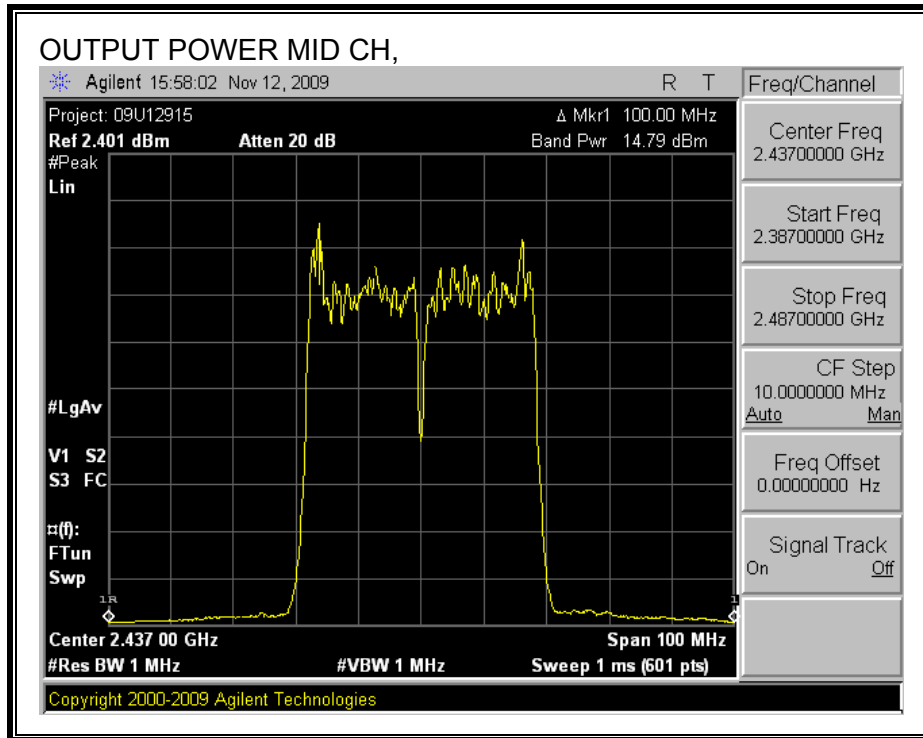 OUTPUT POWER MID CH,
Agilent 15:58:02 Nov 12, 2009 R T
Freq/Channel
Project: 09U12915 Δ Mkr1 100.00 MHz
Ref 2.401 dBm Atten 20 dB Band Pwr 14.79 dBm
#Peak
Lin
#LgAv
V1 S2
S3 FC
¤(f):
FTun
Swp
1R
1
Center 2.437 00 GHz Span 100 MHz
#Res BW 1 MHz #VBW 1 MHz Sweep 1 ms (601 pts)
Copyright 2000-2009 Agilent Technologies
Center Freq
2.43700000 GHz
Start Freq
2.38700000 GHz
Stop Freq
2.48700000 GHz
CF Step
10.0000000 MHz
Auto Man
Freq Offset
0.00000000 Hz
Signal Track
On Off